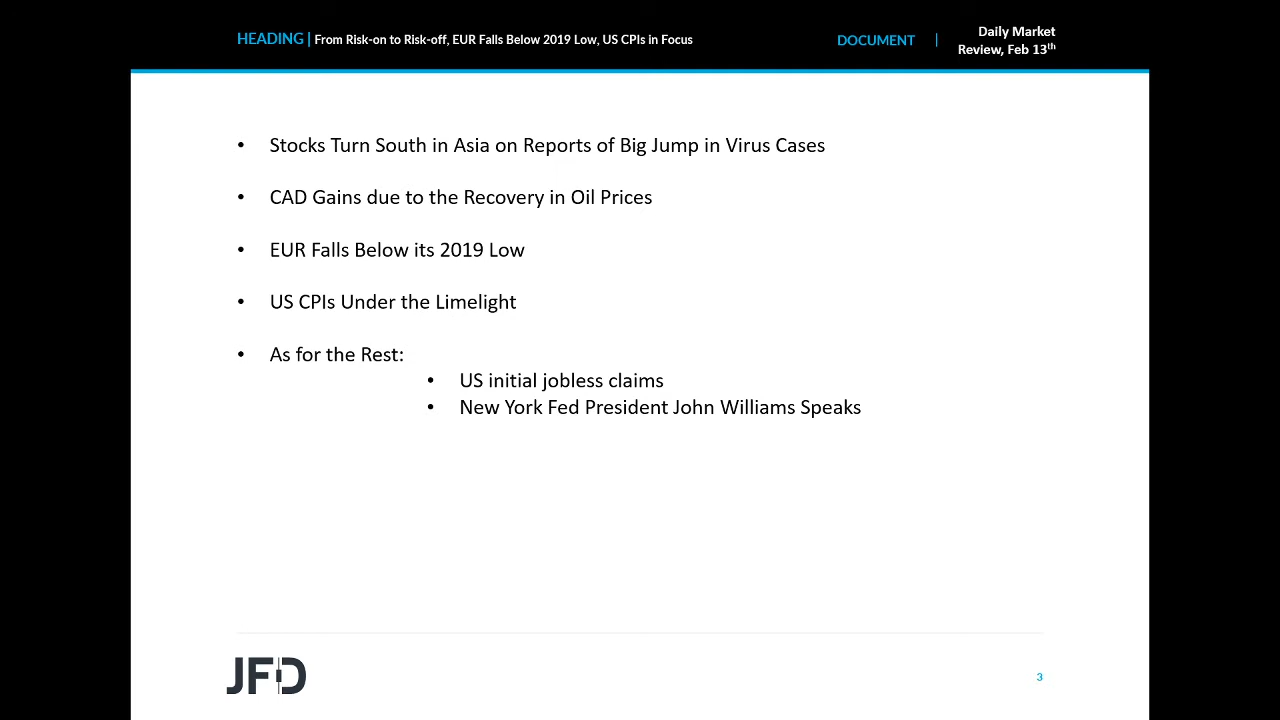 HEADING | From Risk-on to Risk-off, EUR Falls Below 2019 Low, US CPIs in Focus
DOCUMENT | Daily Market
Review, Feb 13th
• Stocks Turn South in Asia on Reports of Big Jump in Virus Cases
• CAD Gains due to the Recovery in Oil Prices
• EUR Falls Below its 2019 Low
• US CPIs Under the Limelight
• As for the Rest:
• US initial jobless claims
• New York Fed President John Williams Speaks
JFD
3